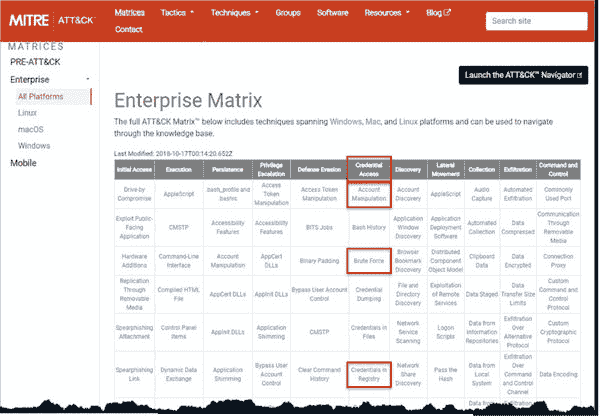 MITRE | ATT&CK™
Matrices Tactics Techniques Groups Software Resources Blog
Contact
Search site
MATRICES
PRE-ATT&CK
Enterprise
All Platforms
Linux
macOS
Windows
Mobile
Launch the ATT&CK™ Navigator
Enterprise Matrix
The full ATT&CK Matrix™ below includes techniques spanning Windows, Mac, and Linux platforms and can be used to navigate
through the knowledge base.
Last Modified: 2018-10-17T00:14:20.652Z
Initial Access Execution Persistence Privilege Escalation Defense Evasion Credential Access Discovery Lateral Movement Collection Exfiltration Command and Control
Drive-by Compromise AppleScript .bash_profile and .bashrc Access Token Manipulation Access Token Manipulation Account Manipulation Account Discovery AppleScript Audio Capture Automated Exfiltration Commonly Used Port
Exploit Public-Facing Application CMSTP Accessibility Features Accessibility Features BITS Jobs Bash History Application Window Discovery Application Deployment Software Automated Collection Data Compressed Communication Through Removable Media
Hardware Additions Command-Line Interface Account Manipulation AppCert DLLs Binary Padding Brute Force Browser Bookmark Discovery Distributed Component Object Model Clipboard Data Data Encrypted Connection Proxy
Replication Through Removable Media Compiled HTML File AppCert DLLs AppInit DLLs Bypass User Account Control Credential Dumping File and Directory Discovery Exploitation of Remote Services Data Staged Data Transfer Size Limits Custom Command and Control Protocol
Spearphishing Attachment Control Panel Items AppInit DLLs Application Shimming CMSTP Credentials in Files Network Service Scanning Logon Scripts Data from Information Repositories Exfiltration Over Alternative Protocol Custom Cryptographic Protocol
Spearphishing Link Dynamic Data Exchange Application Shimming Bypass User Account Control Clear Command History Credentials in Registry Network Share Discovery Pass the Hash Data from Local System Exfiltration Over Command and Control Channel Data Encoding